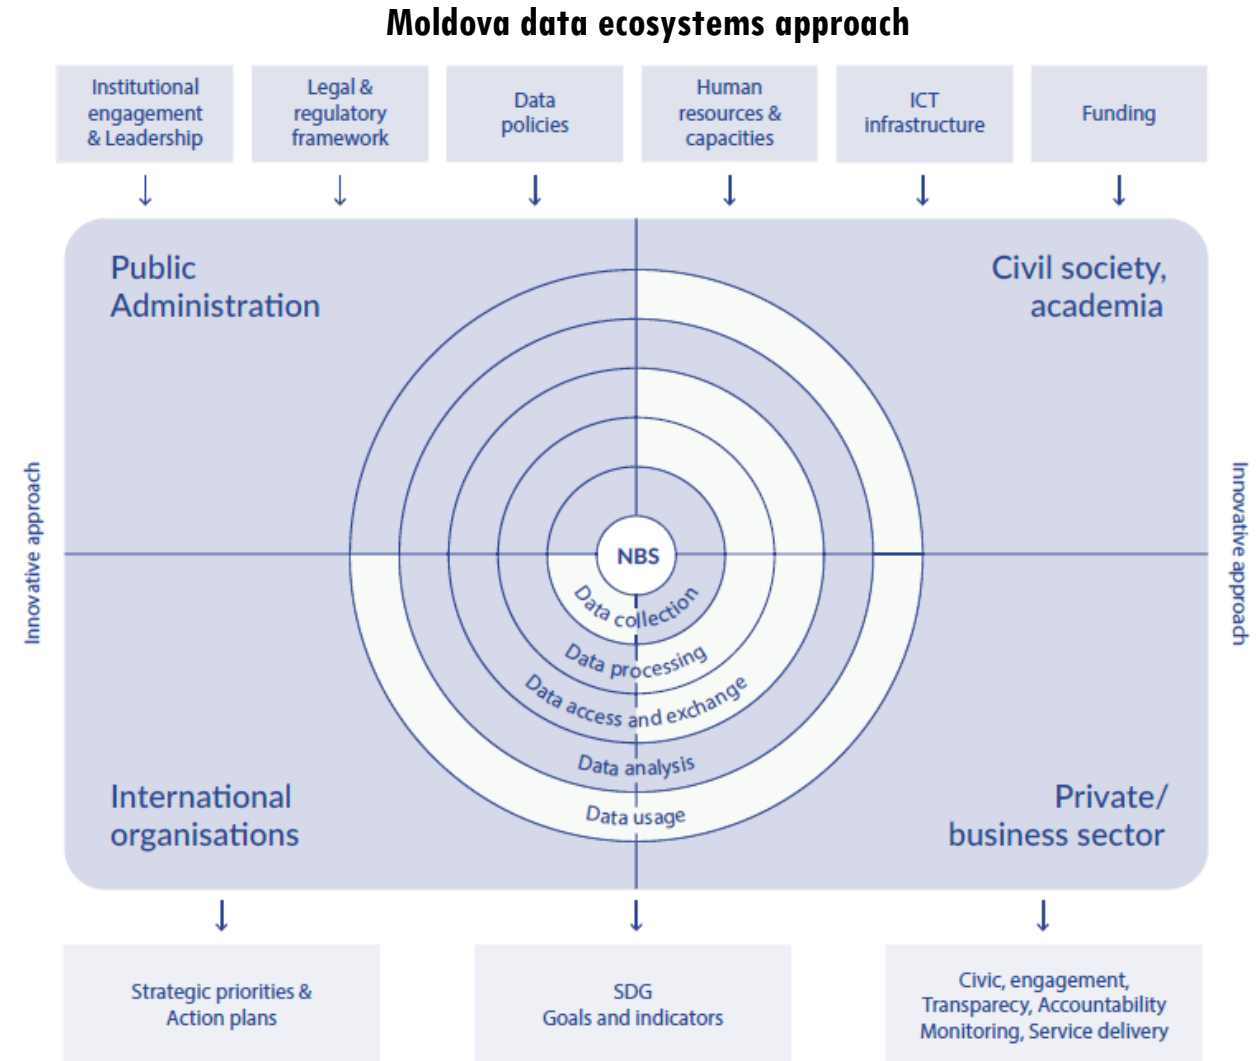 Moldova data ecosystems approach
Institutional
engagement
& Leadership
Legal &
regulatory
framework
Data
policies
Human
resources &
capacities
ICT
infrastructure
Funding
Public
Administration
Civil society,
academia
Innovative approach
Innovative approach
NBS
Data collection
Data processing
Data access and exchange
Data analysis
Data usage
International
organisations
Private/
business sector
Strategic priorities &
Action plans
SDG
Goals and indicators
Civic, engagement,
Transparecy, Accountability
Monitoring, Service delivery